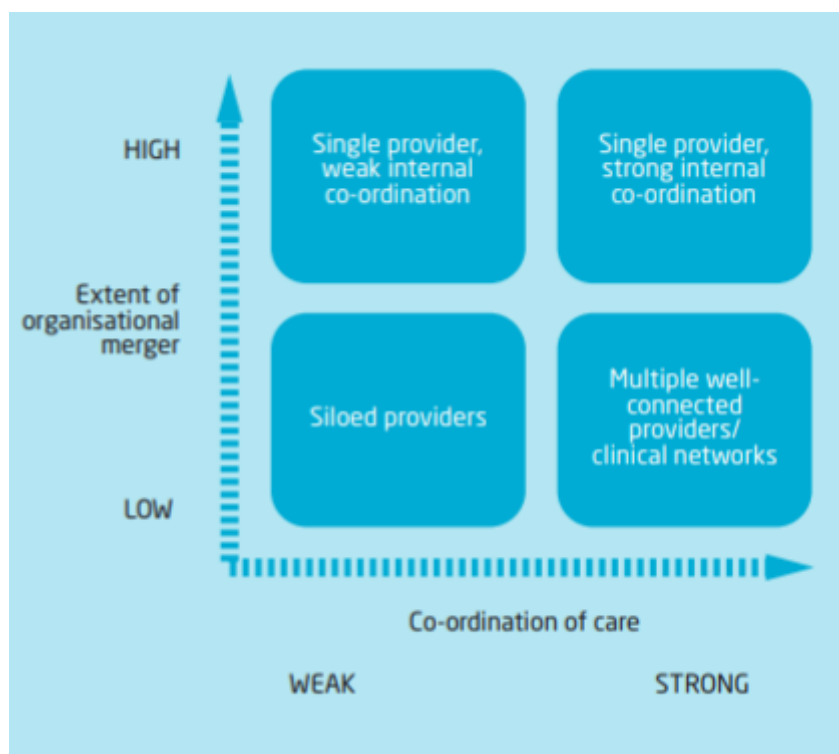 HIGH
Single provider,
weak internal
co-ordination
Single provider,
strong internal
co-ordination
Extent of
organisational
merger
Siloed providers
Multiple well-
connected
providers/
clinical networks
LOW
Co-ordination of care
WEAK
STRONG